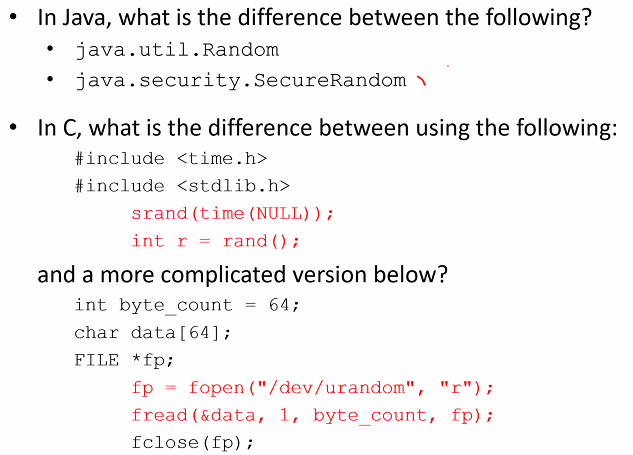 • In Java, what is the difference between the following?
• java.util.Random
• java.security.SecureRandom
• In C, what is the difference between using the following:
#include <time.h>
#include <stdlib.h>
srand(time(NULL));
int r = rand();
and a more complicated version below?
int byte_count = 64;
char data[64];
FILE *fp;
fp = fopen("/dev/urandom", "r");
fread(&data, 1, byte_count, fp);
fclose(fp);